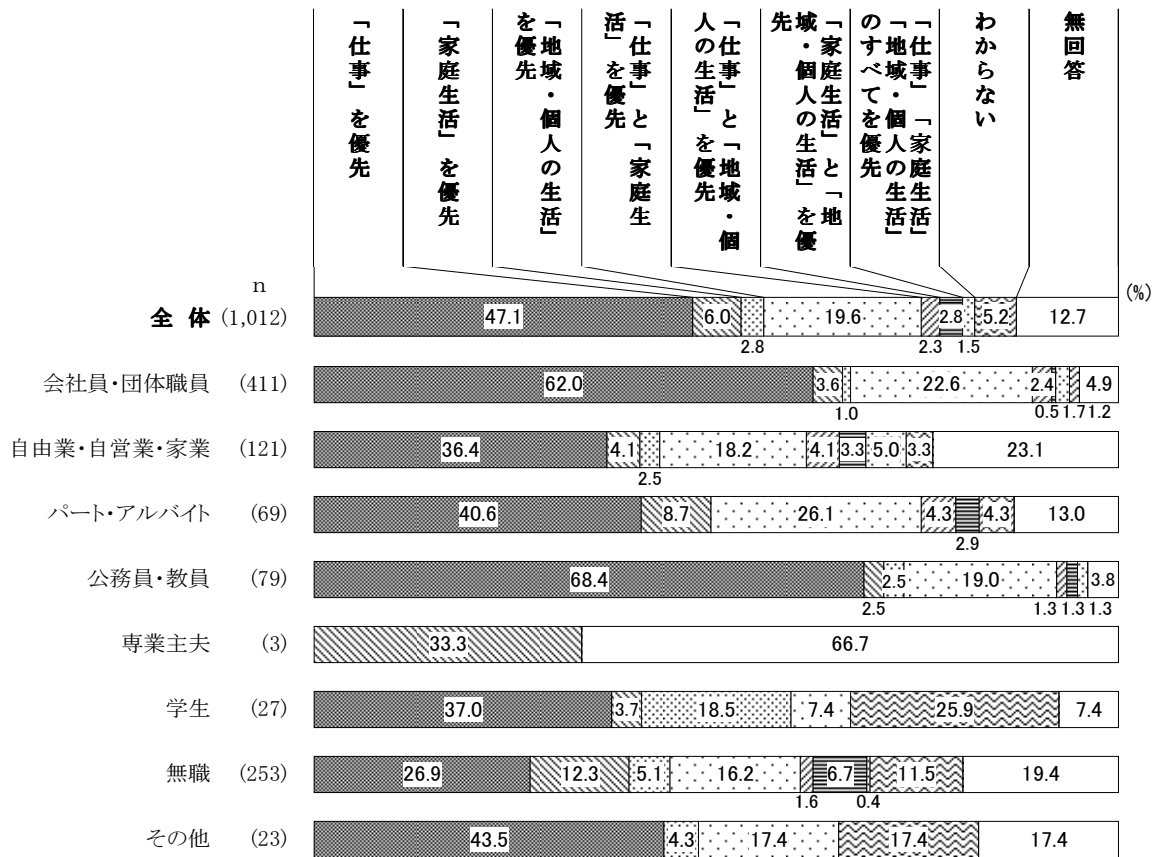 「仕事」を優先
「家庭生活」を優先
「地域・個人の生活」
を優先
「仕事」と「家庭生
活」を優先
「仕事」と「地域・個
人の生活」を優先
「家庭生活」と「地
域・個人の生活」を優
先
「仕事」「家庭生活」
「地域・個人の生活」
のすべてを優先
わからない
無回答
n
(%)
全 体 (1,012) 47.1 6.0 19.6 2.8 5.2 12.7
2.8 2.3 1.5
会社員・団体職員 (411) 62.0 3.6 22.6 2.4 4.9
1.0 0.5 1.7 1.2
自由業・自営業・家業 (121) 36.4 4.1 18.2 4.1 3.3 5.0 3.3 23.1
2.5
パート・アルバイト (69) 40.6 8.7 26.1 4.3 4.3 13.0
2.9
公務員・教員 (79) 68.4 2.5 19.0 3.8
2.5 1.3 1.3 1.3
専業主夫 (3) 33.3 66.7
学生 (27) 37.0 3.7 18.5 7.4 25.9 7.4
無職 (253) 26.9 12.3 5.1 16.2 6.7 11.5 19.4
1.6 0.4
その他 (23) 43.5 4.3 17.4 17.4 17.4